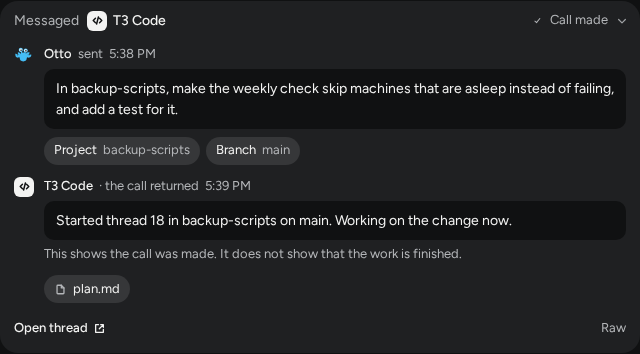 Messaged T3 Code Call made
Otto sent 5:38 PM
In backup-scripts, make the weekly check skip machines that are asleep instead of failing,
and add a test for it.
Project backup-scripts Branch main
T3 Code · the call returned 5:39 PM
Started thread 18 in backup-scripts on main. Working on the change now.
This shows the call was made. It does not show that the work is finished.
plan.md
Open thread Raw